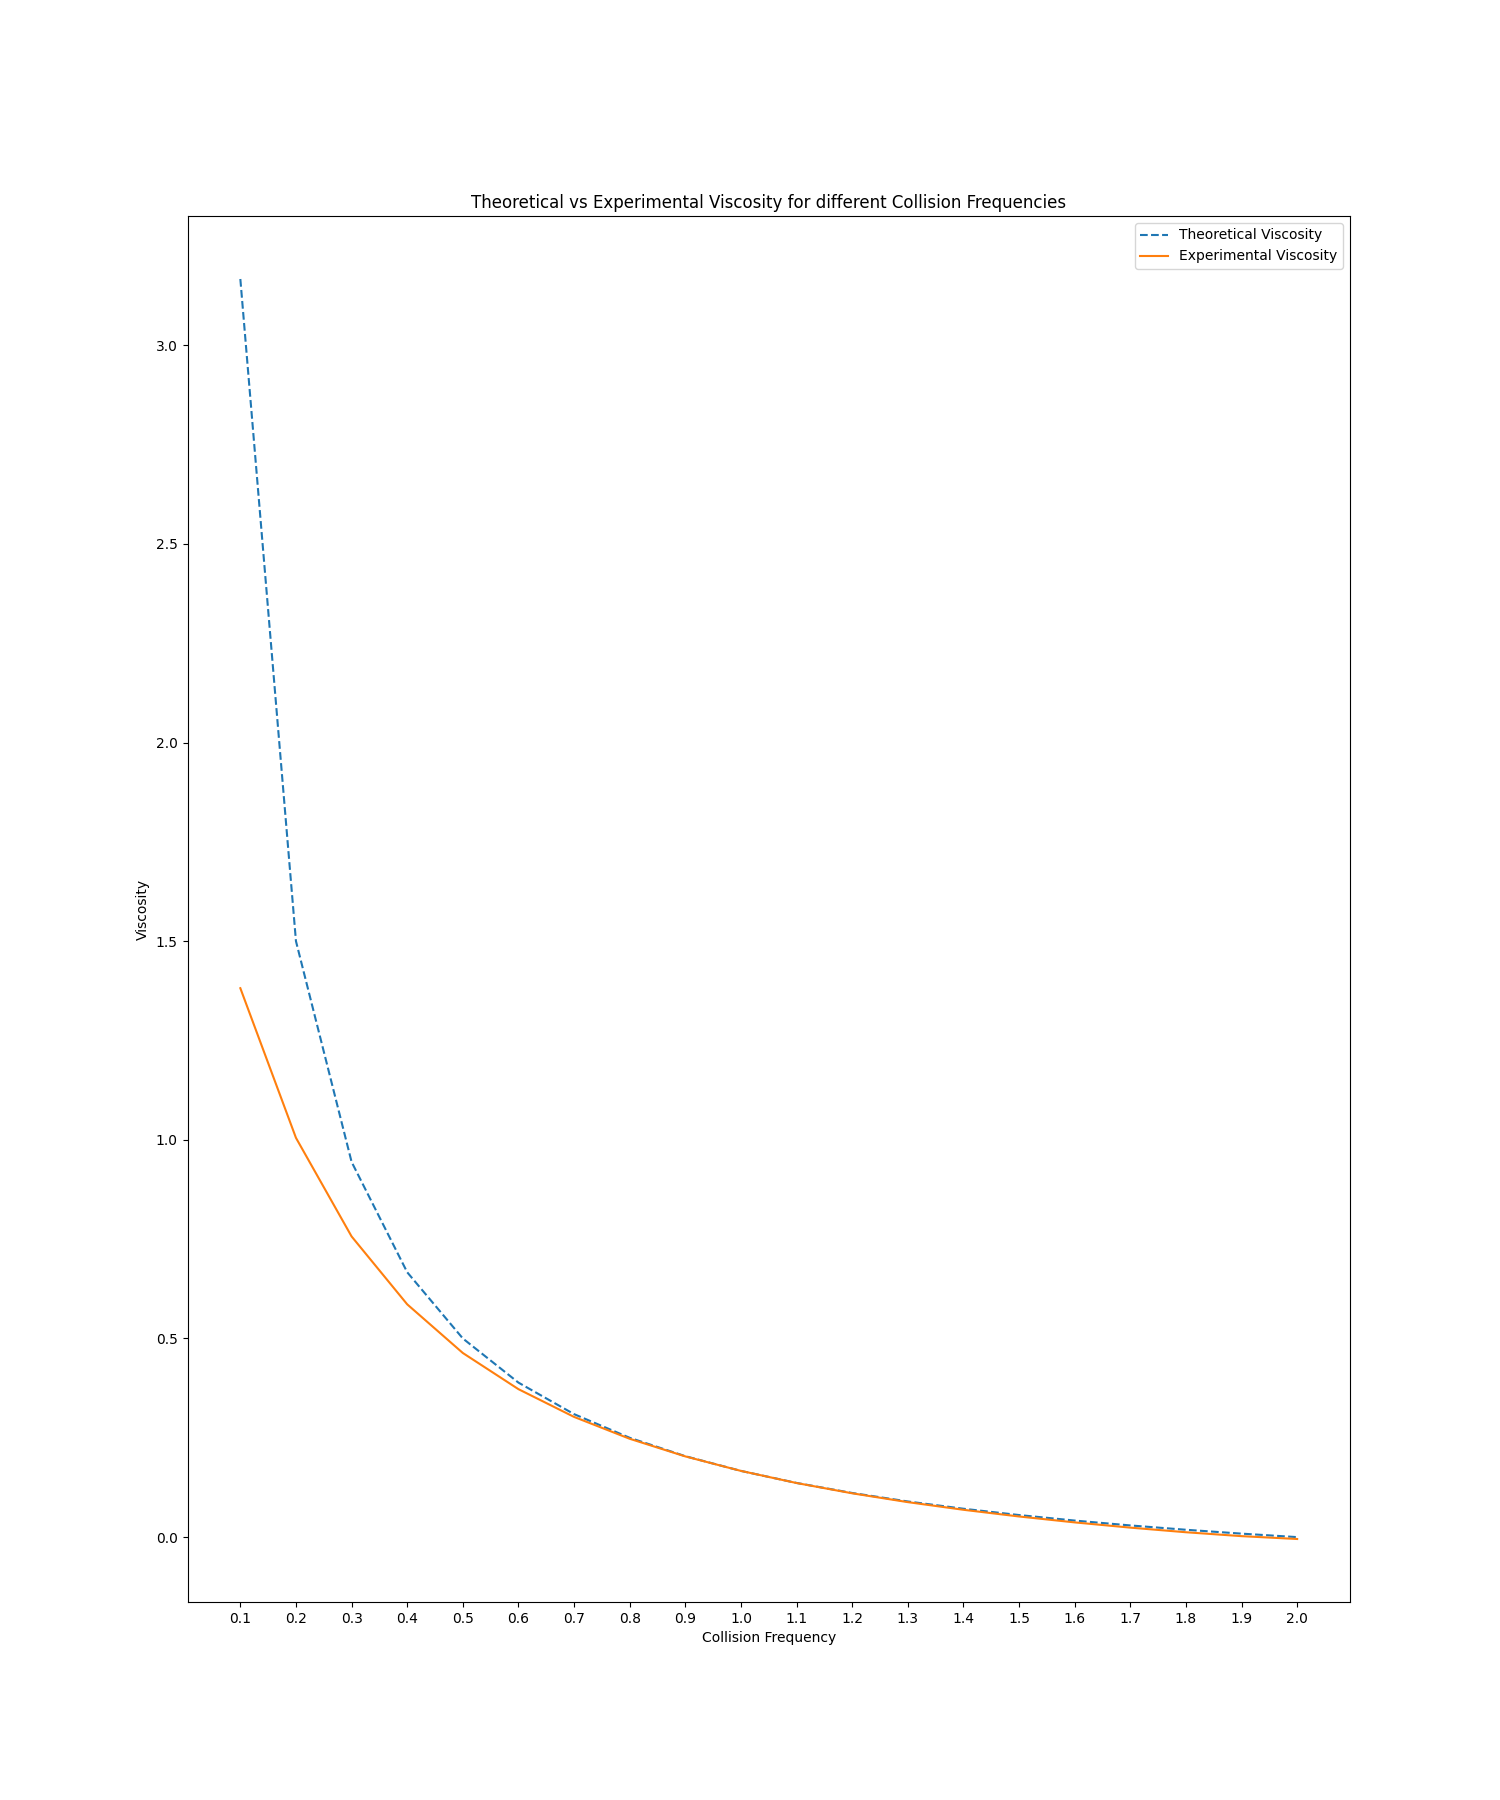 Theoretical vs Experimental Viscosity for different Collision Frequencies
Theoretical Viscosity
Experimental Viscosity
3.0
2.5
2.0
1.5
1.0
0.5
0.0
Viscosity
0.1 0.2 0.3 0.4 0.5 0.6 0.7 0.8 0.9 1.0 1.1 1.2 1.3 1.4 1.5 1.6 1.7 1.8 1.9 2.0
Collision Frequency